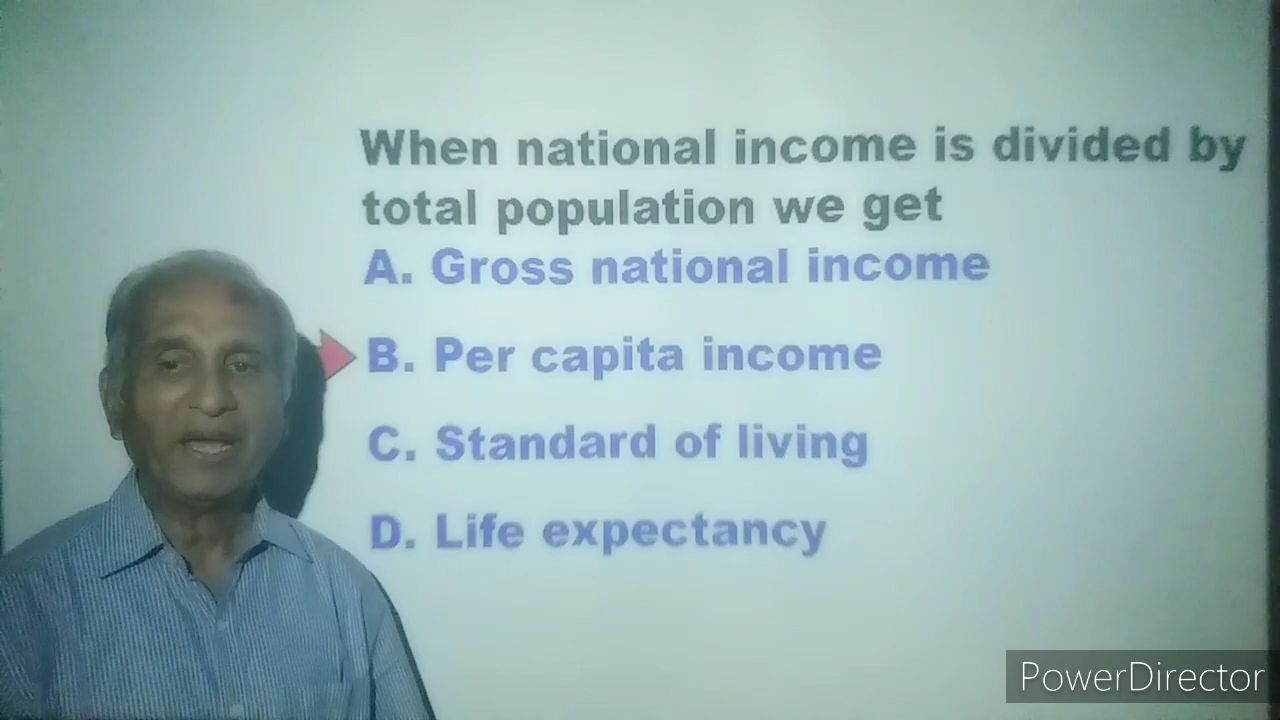 When national income is divided by
total population we get
A. Gross national income
B. Per capita income
C. Standard of living
D. Life expectancy
PowerDirector